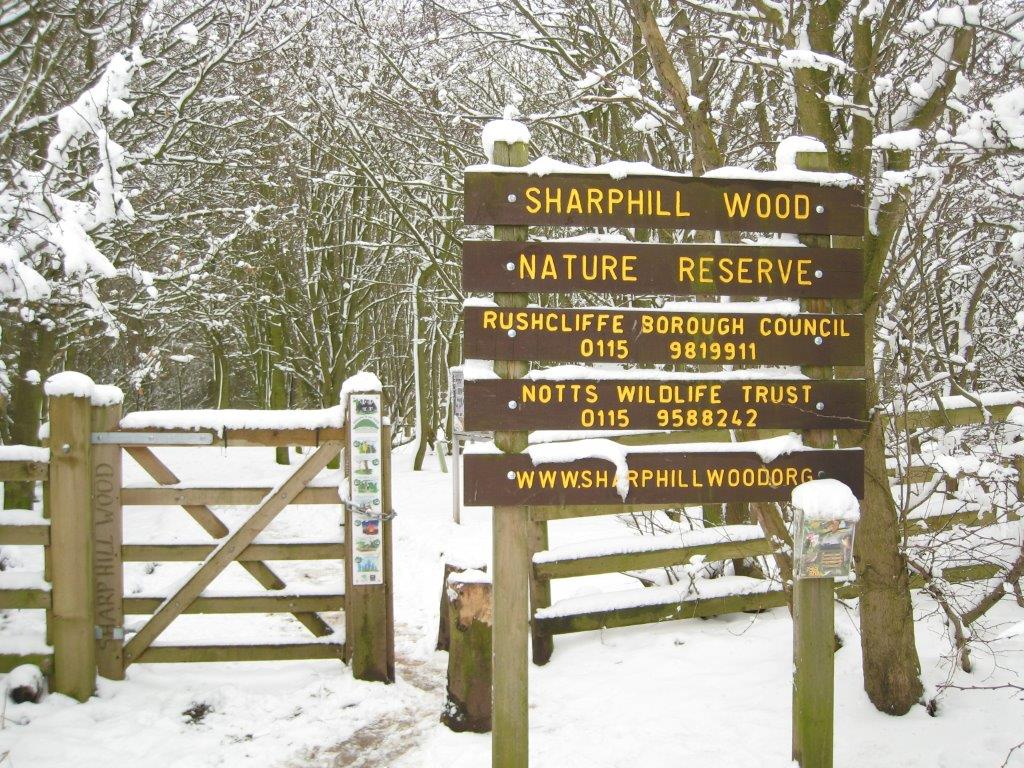 SHARPHILL WOOD
NATURE RESERVE
RUSHCLIFFE BOROUGH COUNCIL
0115 9819911
NOTTS WILDLIFE TRUST
0115 9588242
WWW.SHARPHILLWOOD.ORG
SHARPHILL WOOD